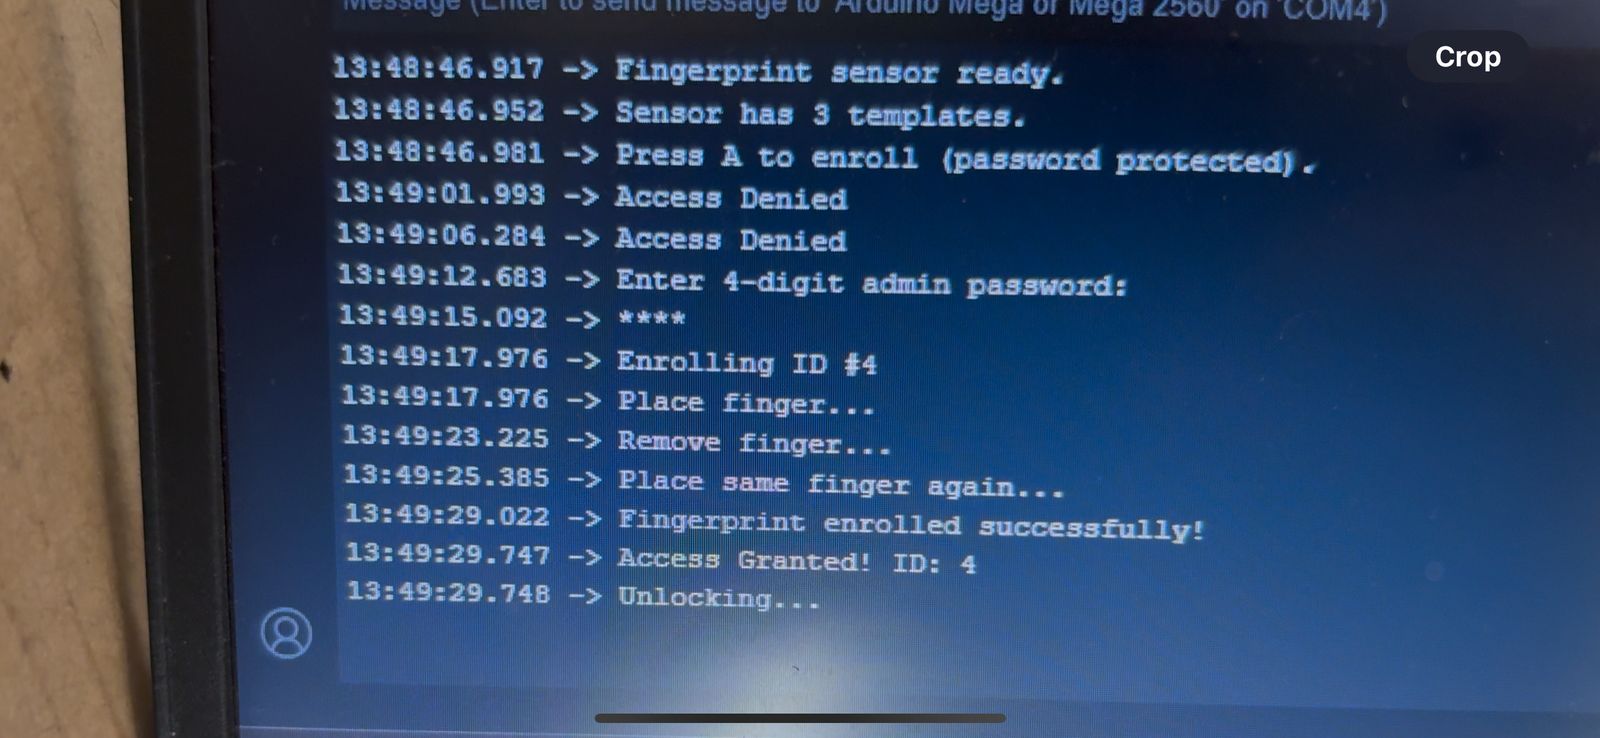 Message (Enter to send message to 'Arduino Mega or Mega 2560' on 'COM4')
Crop
13:48:46.917 -> Fingerprint sensor ready.
13:48:46.952 -> Sensor has 3 templates.
13:48:46.981 -> Press A to enroll (password protected).
13:49:01.993 -> Access Denied
13:49:06.284 -> Access Denied
13:49:12.683 -> Enter 4-digit admin password:
13:49:15.092 -> ****
13:49:17.976 -> Enrolling ID #4
13:49:17.976 -> Place finger...
13:49:23.225 -> Remove finger...
13:49:25.385 -> Place same finger again...
13:49:29.022 -> Fingerprint enrolled successfully!
13:49:29.747 -> Access Granted! ID: 4
13:49:29.748 -> Unlocking...